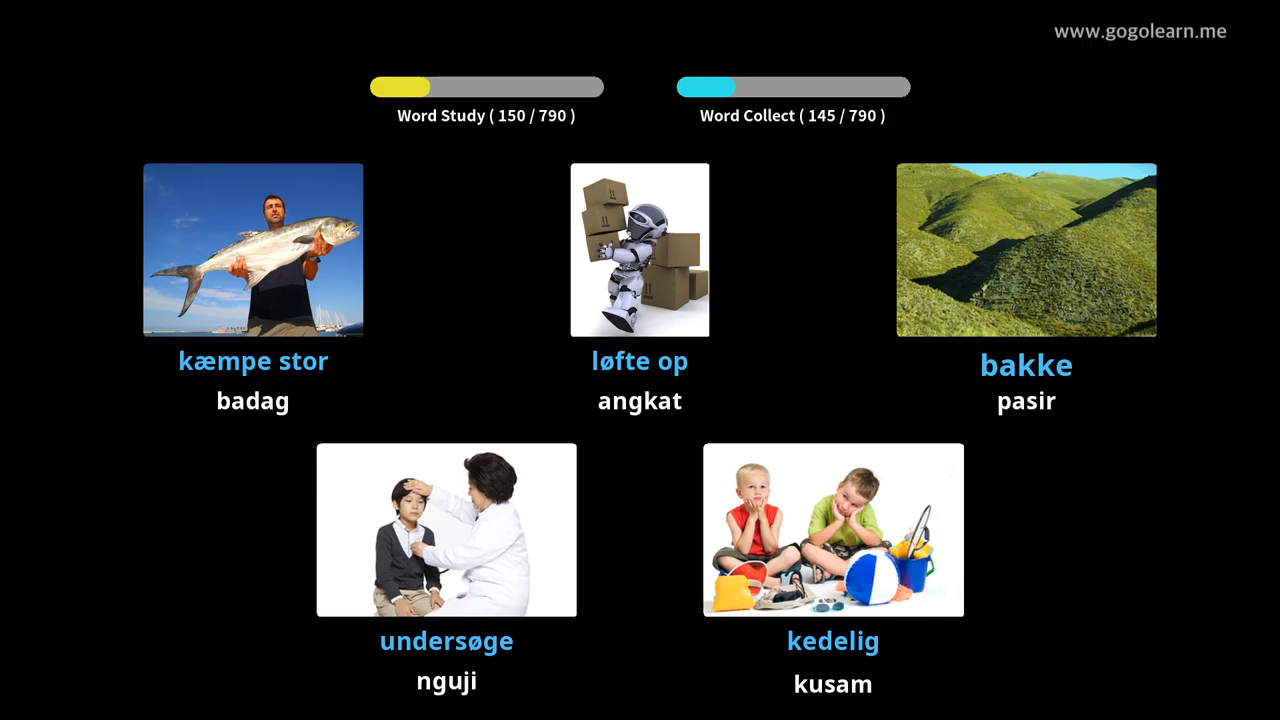 www.gogolearn.me
Word Study ( 150 / 790 )
Word Collect ( 145 / 790 )
kæmpe stor
badag
løfte op
angkat
bakke
pasir
undersøge
nguji
kedelig
kusam